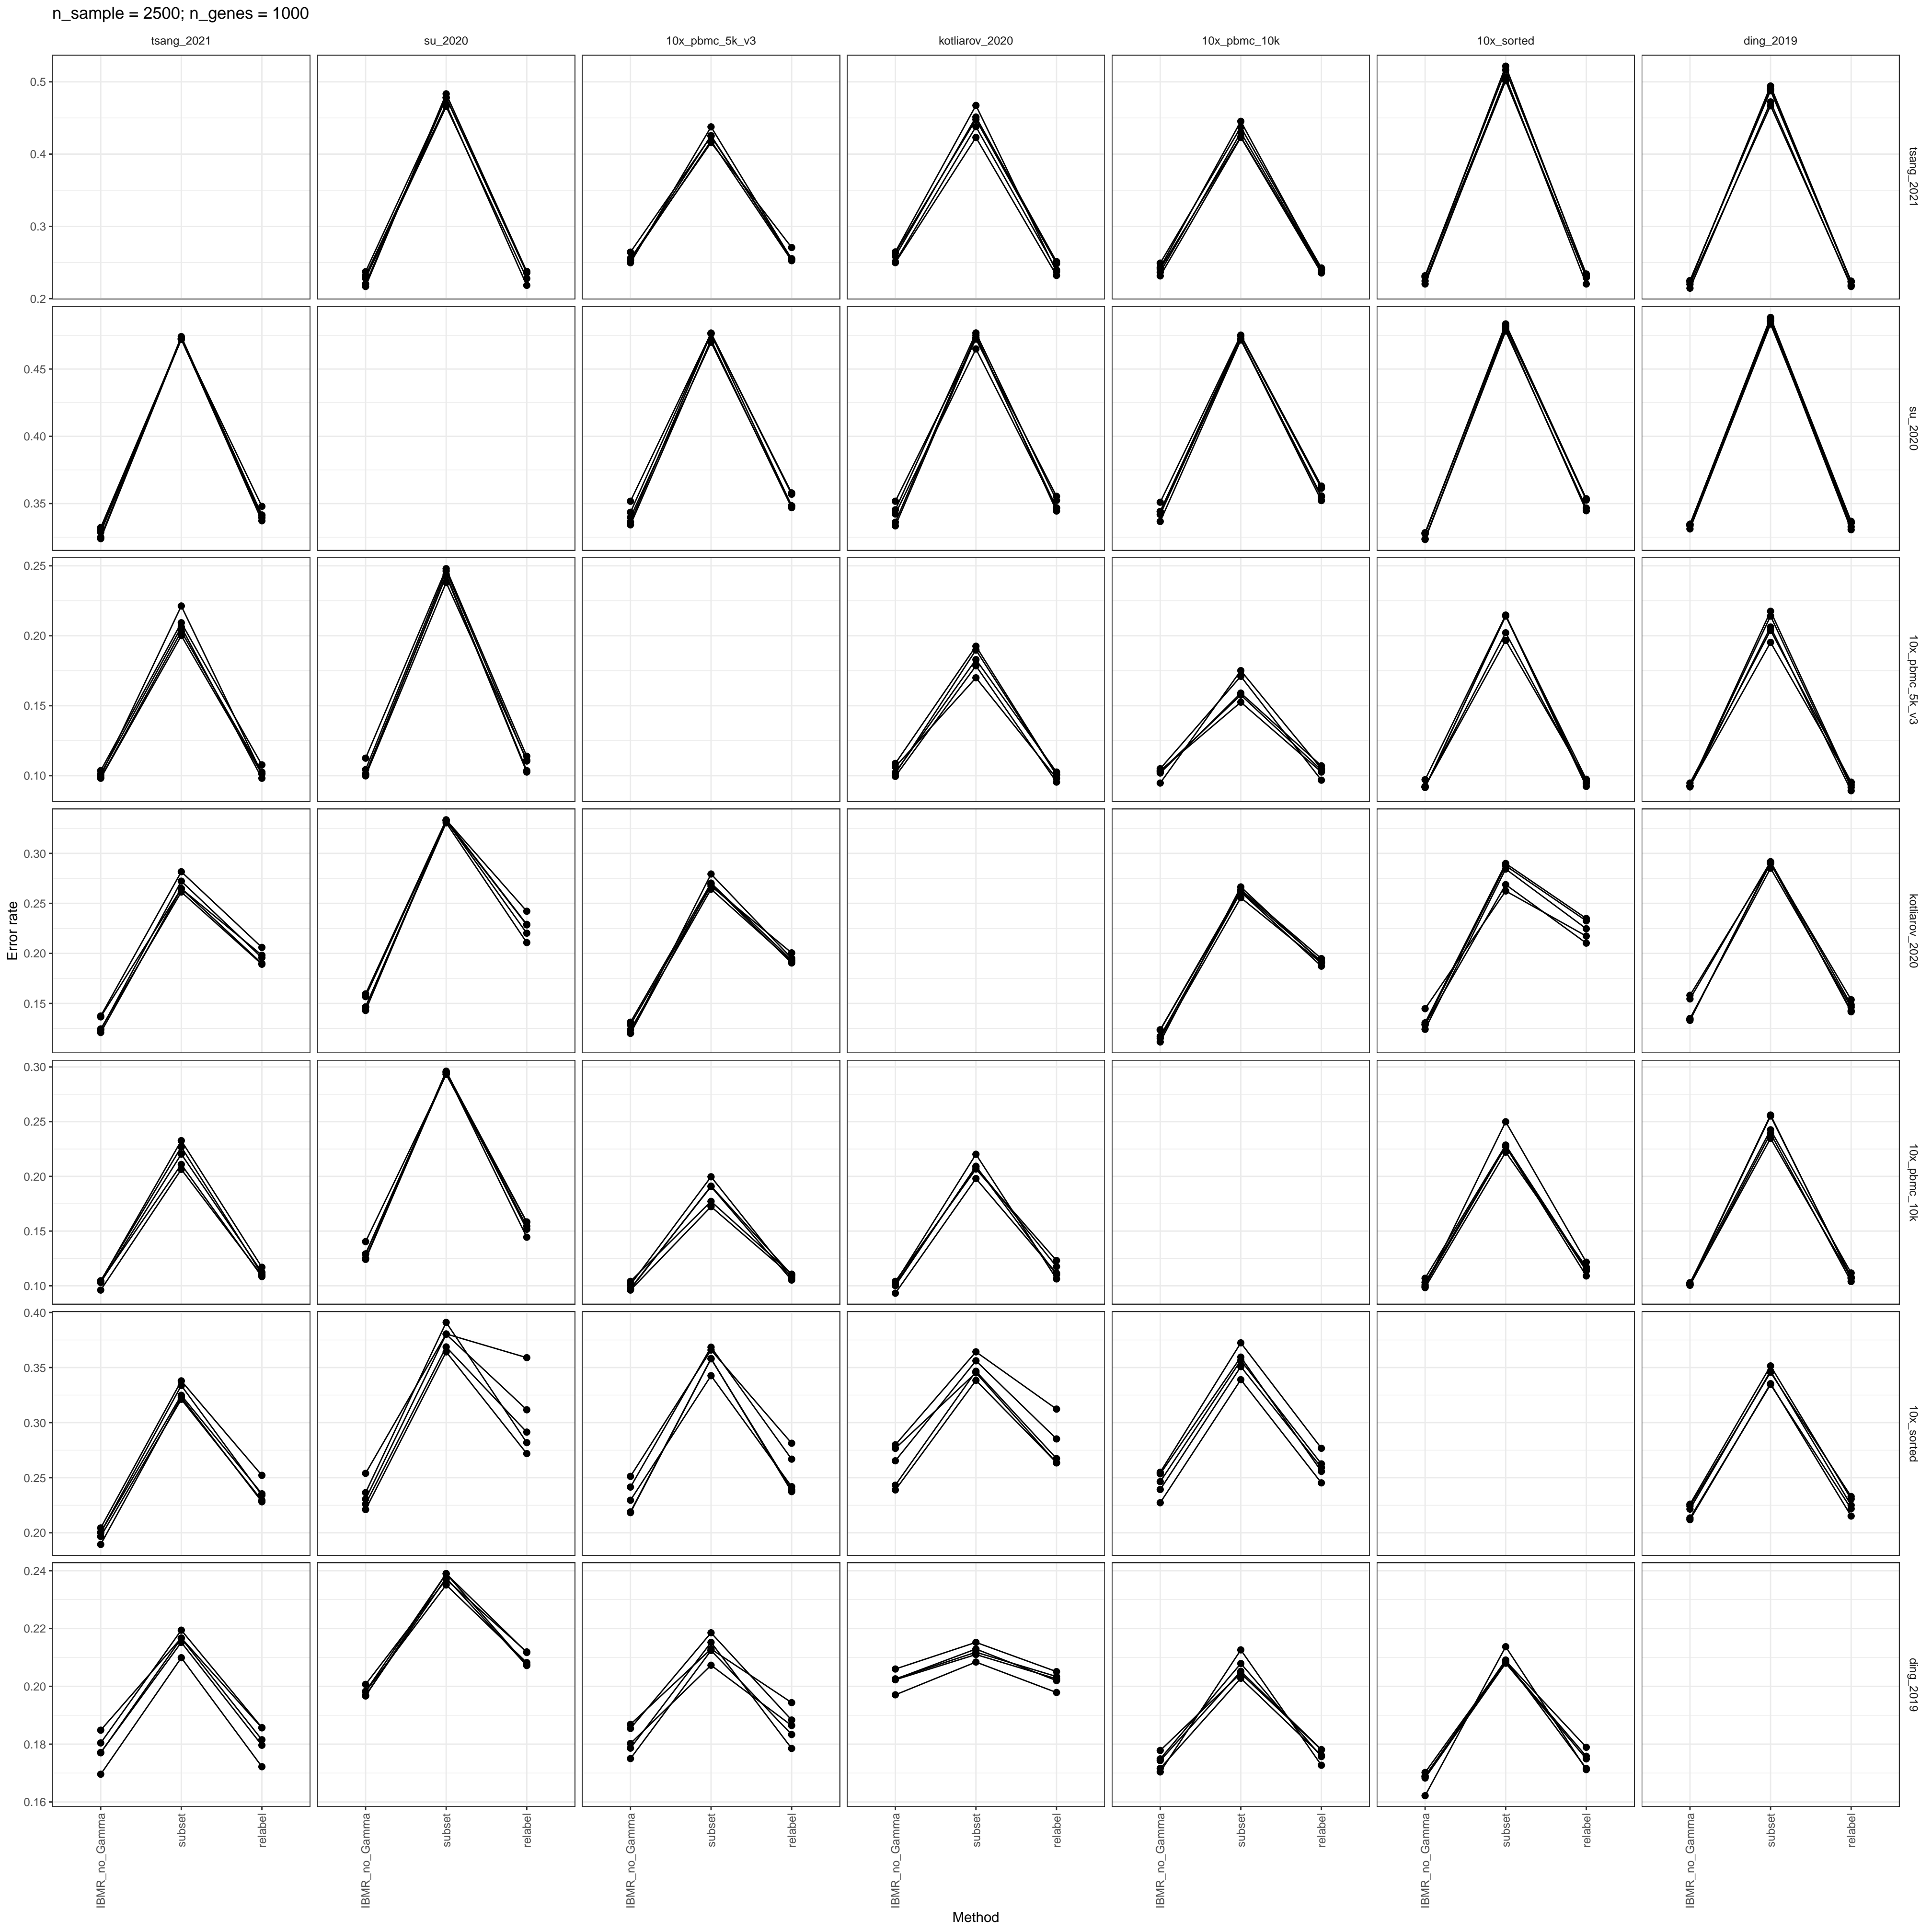 n_sample = 2500; n_genes = 1000
tsang_2021 su_2020 10x_pbmc_5k_v3 kotliarov_2020 10x_pbmc_10k 10x_sorted ding_2019
0.5
0.4
0.3
0.2
tsang_2021
0.45
0.40
0.35
su_2020
0.25
0.20
0.15
0.10
10x_pbmc_5k_v3
0.30
0.25
0.20
0.15
kotliarov_2020
Error rate
0.30
0.25
0.20
0.15
0.10
10x_pbmc_10k
0.40
0.35
0.30
0.25
0.20
10x_sorted
0.24
0.22
0.20
0.18
0.16
ding_2019
IBMR_no_Gamma subset relabel IBMR_no_Gamma subset relabel IBMR_no_Gamma subset relabel IBMR_no_Gamma subset relabel IBMR_no_Gamma subset relabel IBMR_no_Gamma subset relabel IBMR_no_Gamma subset relabel
Method